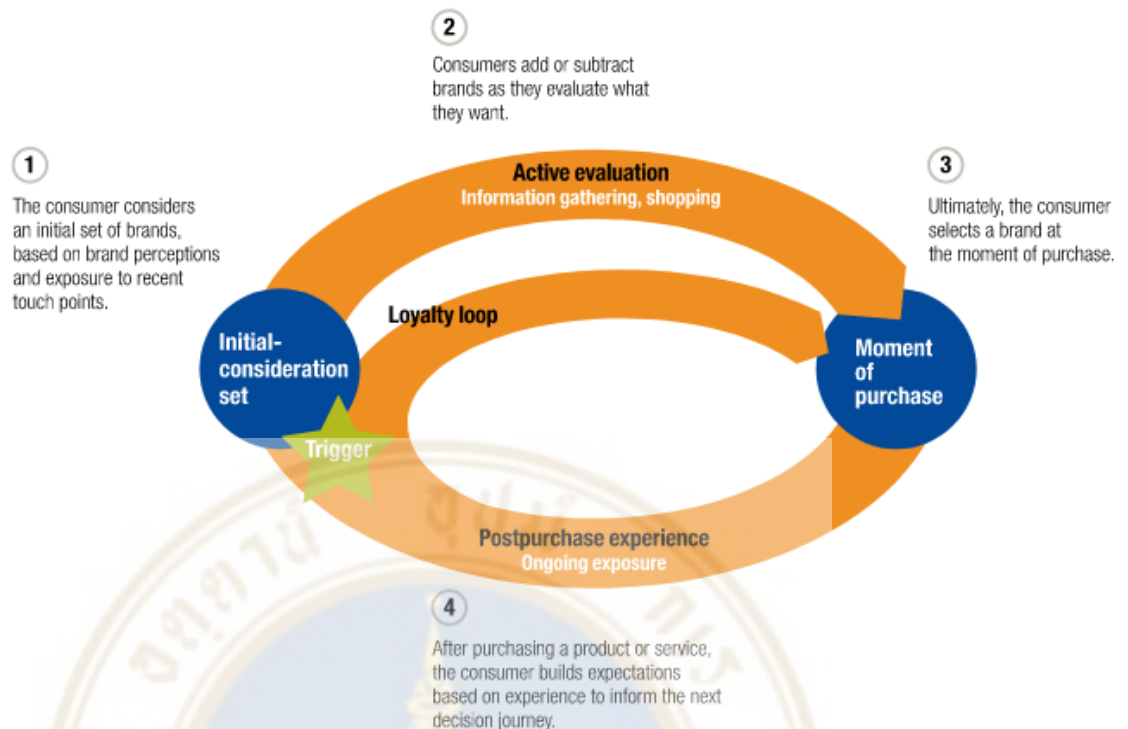 1
The consumer considers
an initial set of brands,
based on brand perceptions
and exposure to recent
touch points.
2
Consumers add or subtract
brands as they evaluate what
they want.
3
Ultimately, the consumer
selects a brand at
the moment of purchase.
Active evaluation
Information gathering, shopping
Loyalty loop
Initial-
consideration
set
Trigger
Moment
of
purchase
Postpurchase experience
Ongoing exposure
4
After purchasing a product or service,
the consumer builds expectations
based on experience to inform the next
decision journey.